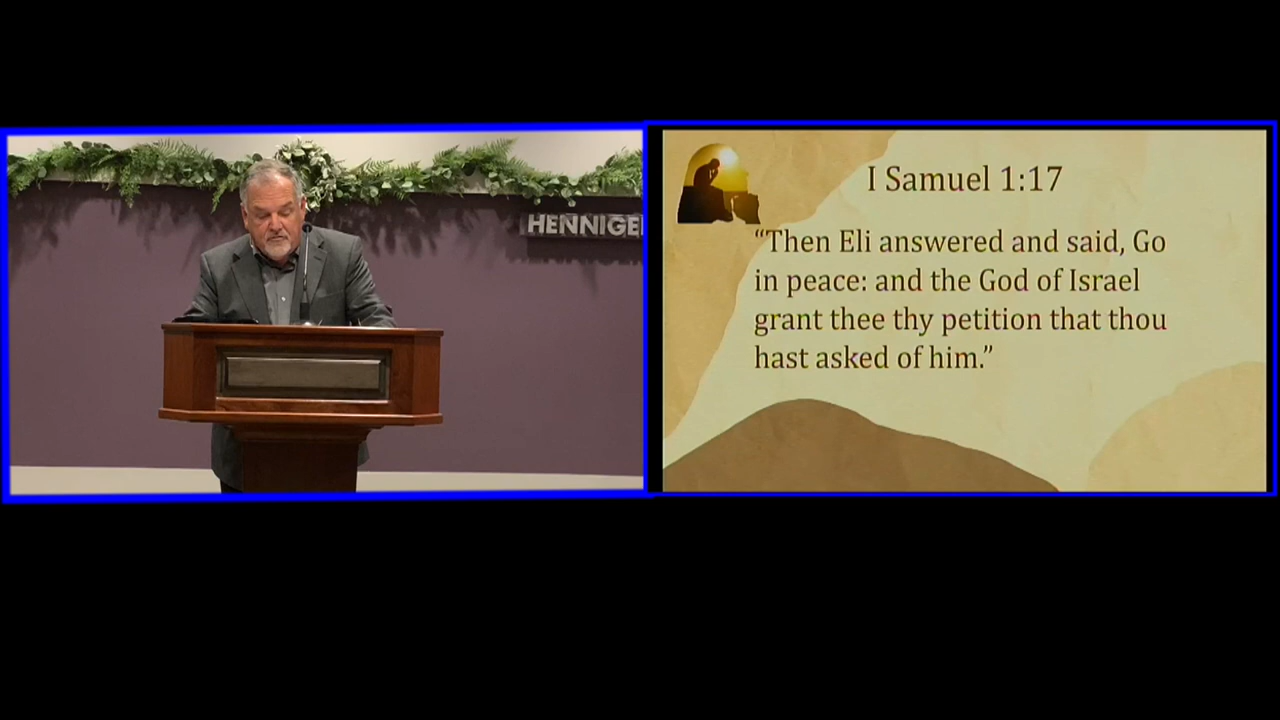 HENNIGE
I Samuel 1:17
“Then Eli answered and said, Go
in peace: and the God of Israel
grant thee thy petition that thou
hast asked of him.”